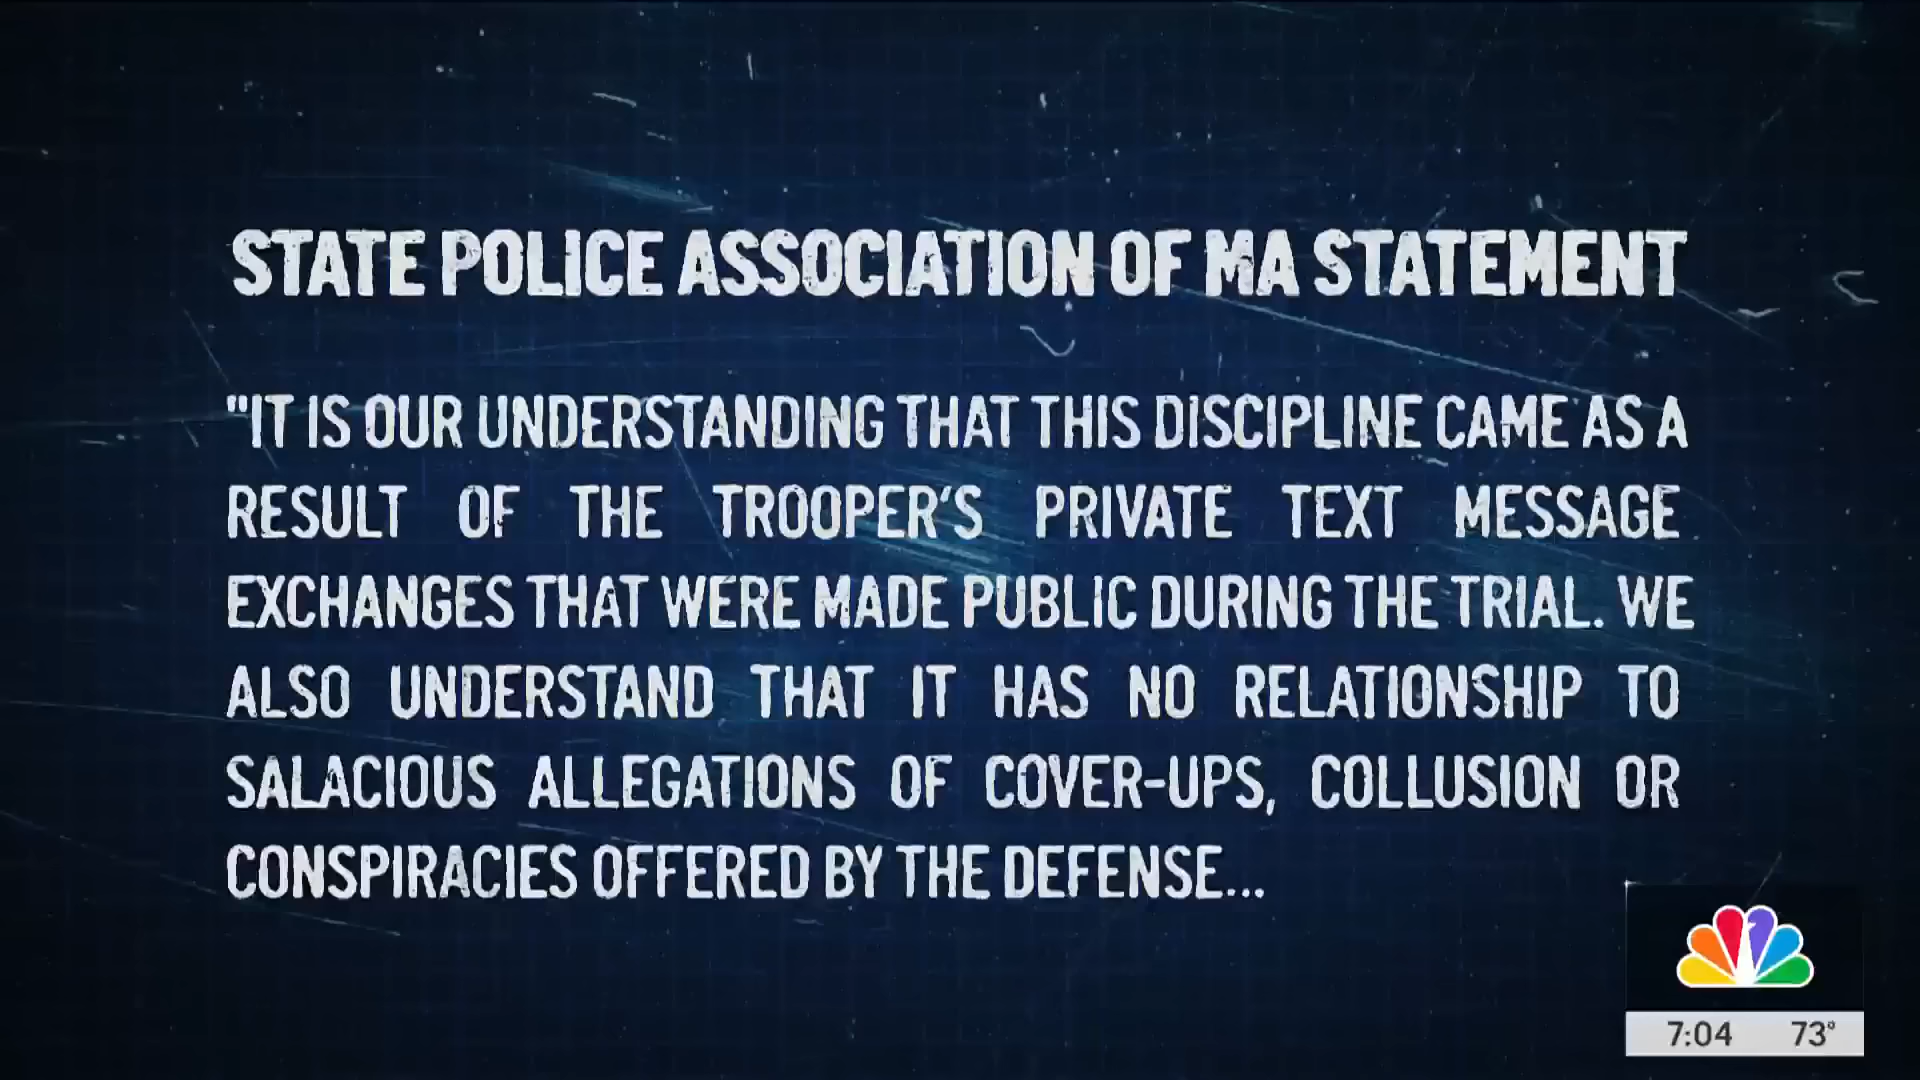 STATE POLICE ASSOCIATION OF MA STATEMENT
"IT IS OUR UNDERSTANDING THAT THIS DISCIPLINE CAME AS A
RESULT OF THE TROOPER'S PRIVATE TEXT MESSAGE
EXCHANGES THAT WERE MADE PUBLIC DURING THE TRIAL. WE
ALSO UNDERSTAND THAT IT HAS NO RELATIONSHIP TO
SALACIOUS ALLEGATIONS OF COVER-UPS, COLLUSION OR
CONSPIRACIES OFFERED BY THE DEFENSE...
7:04 73°